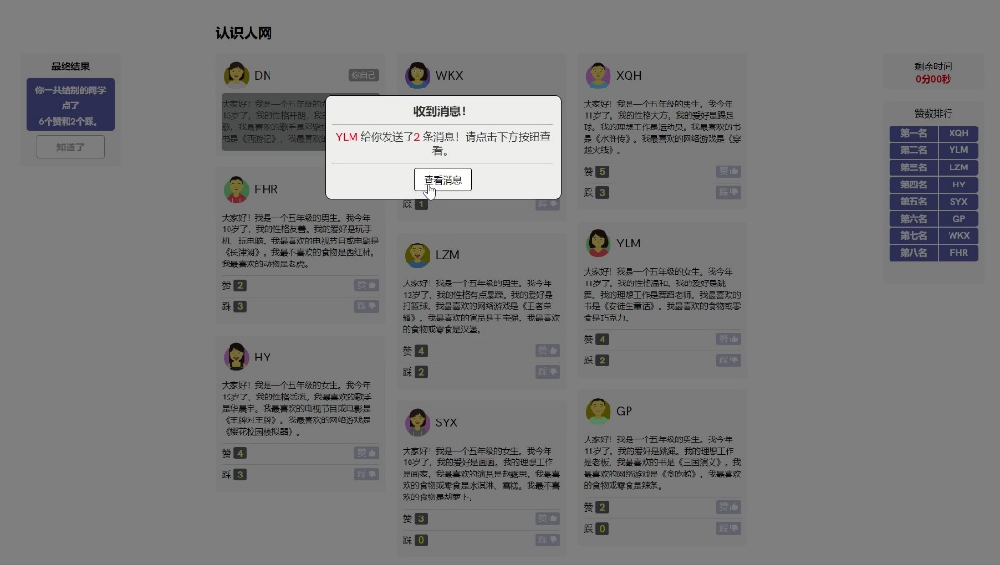 认识人网
最终结果
你一共给别的同学
点了
6个赞和2个踩。
知道了
DN
你自己
大家好！我是一个五年级的
13岁了。我的性格开朗。我
歌，我最喜欢的歌手是邓
书是《西游记》，我最喜欢
FHR
大家好！我是一个五年级的男生。我今年
10岁了。我的性格友善。我的爱好是玩手
机、玩电脑。我最喜欢的电视节目或电影是
《长津湖》。我最不喜欢的食物是西红柿。
我最喜欢的动物是老虎。
赞 2
赞
踩 3
踩
HY
大家好！我是一个五年级的女生。我今年
12岁了。我的性格活泼。我最喜欢的歌手
是华晨宇。我最喜欢的电视节目或电影是
《王牌对王牌》。我最喜欢的网络游戏是
《樱花校园模拟器》。
赞 4
赞
踩 3
踩
WKX
收到消息！
YLM 给你发送了2 条消息！请点击下方按钮查
看。
查看消息
踩 1
踩
LZM
大家好！我是一个五年级的男生。我今年
12岁了。我的性格有点暴躁。我的爱好是
打篮球。我最喜欢的网络游戏是《王者荣
耀》。我最喜欢的演员是王宝强。我最喜欢
的食物或零食是汉堡。
赞 4
赞
踩 2
踩
SYX
大家好！我是一个五年级的女生。我今年
10岁了。我的爱好是画画。我的理想工作
是画家。我最喜欢的演员是赵露思。我最喜
欢的食物或零食是冰淇淋、雪糕。我最不喜
欢的食物是胡萝卜。
赞 3
赞
踩 0
踩
XQH
大家好！我是一个五年级的男生。我今年
11岁了。我的性格大方。我的爱好是踢足
球。我的理想工作是运动员。我最喜欢的书
是《水浒传》。我最喜欢的网络游戏是《穿
越火线》。
赞 5
赞
踩 3
踩
YLM
大家好！我是一个五年级的女生。我今年
11岁了。我的性格温和。我的爱好是跳
舞。我的理想工作是舞蹈老师。我最喜欢的
书是《安徒生童话》。我最喜欢的食物或零
食是巧克力。
赞 4
赞
踩 2
踩
GP
大家好！我是一个五年级的男生。我今年
11岁了。我的爱好是跳绳。我的理想工作
是老板。我最喜欢的书是《三国演义》。我
最喜欢的网络游戏是《贪吃蛇》。我最喜欢
的食物或零食是辣条。
赞 2
赞
踩 0
踩
剩余时间
0分00秒
赞数排行
第一名 XQH
第二名 YLM
第三名 LZM
第四名 HY
第五名 SYX
第六名 GP
第七名 WKX
第八名 FHR